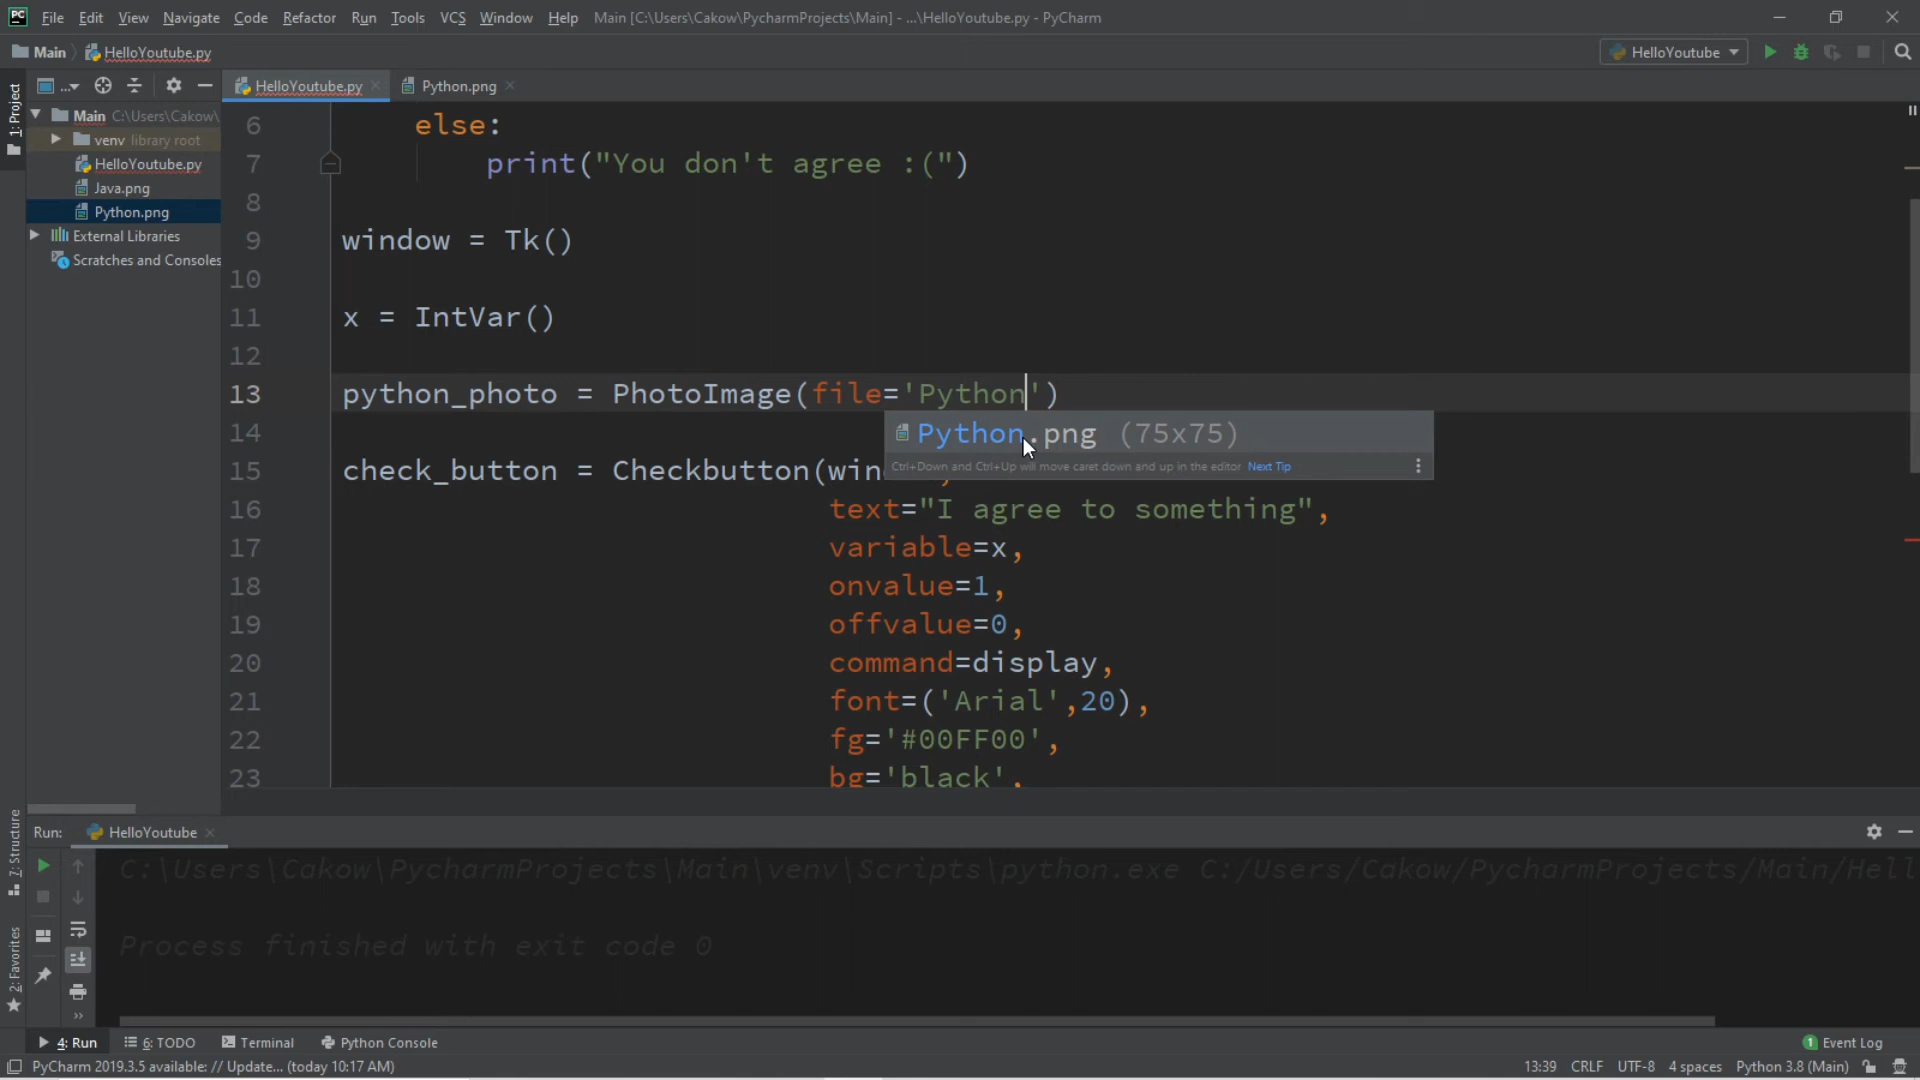 File Edit View Navigate Code Refactor Run Tools VCS Window Help Main [C:\Users\Cakow\PycharmProjects\Main] - ...\HelloYoutube.py - PyCharm
Main HelloYoutube.py HelloYoutube
1: Project
...
HelloYoutube.py Python.png
Main C:\Users\Cakow\
venv library root
HelloYoutube.py
Java.png
Python.png
External Libraries
Scratches and Consoles
6 else:
7 print("You don't agree :(")
8
9 window = Tk()
10
11 x = IntVar()
12
13 python_photo = PhotoImage(file='Python')
14
Python.png (75x75)
Ctrl+Down and Ctrl+Up will move caret down and up in the editor Next Tip
15 check_button = Checkbutton(win
16 text="I agree to something",
17 variable=x,
18 onvalue=1,
19 offvalue=0,
20 command=display,
21 font=('Arial',20),
22 fg='#00FF00',
23 bg='black',
7: Structure
2: Favorites
Run: HelloYoutube
C:\Users\Cakow\PycharmProjects\Main\venv\Scripts\python.exe C:/Users/Cakow/PycharmProjects/Main/Hell
Process finished with exit code 0
4: Run 6: TODO Terminal Python Console 1 Event Log
PyCharm 2019.3.5 available: // Update... (today 10:17 AM) 13:39 CRLF UTF-8 4 spaces Python 3.8 (Main)